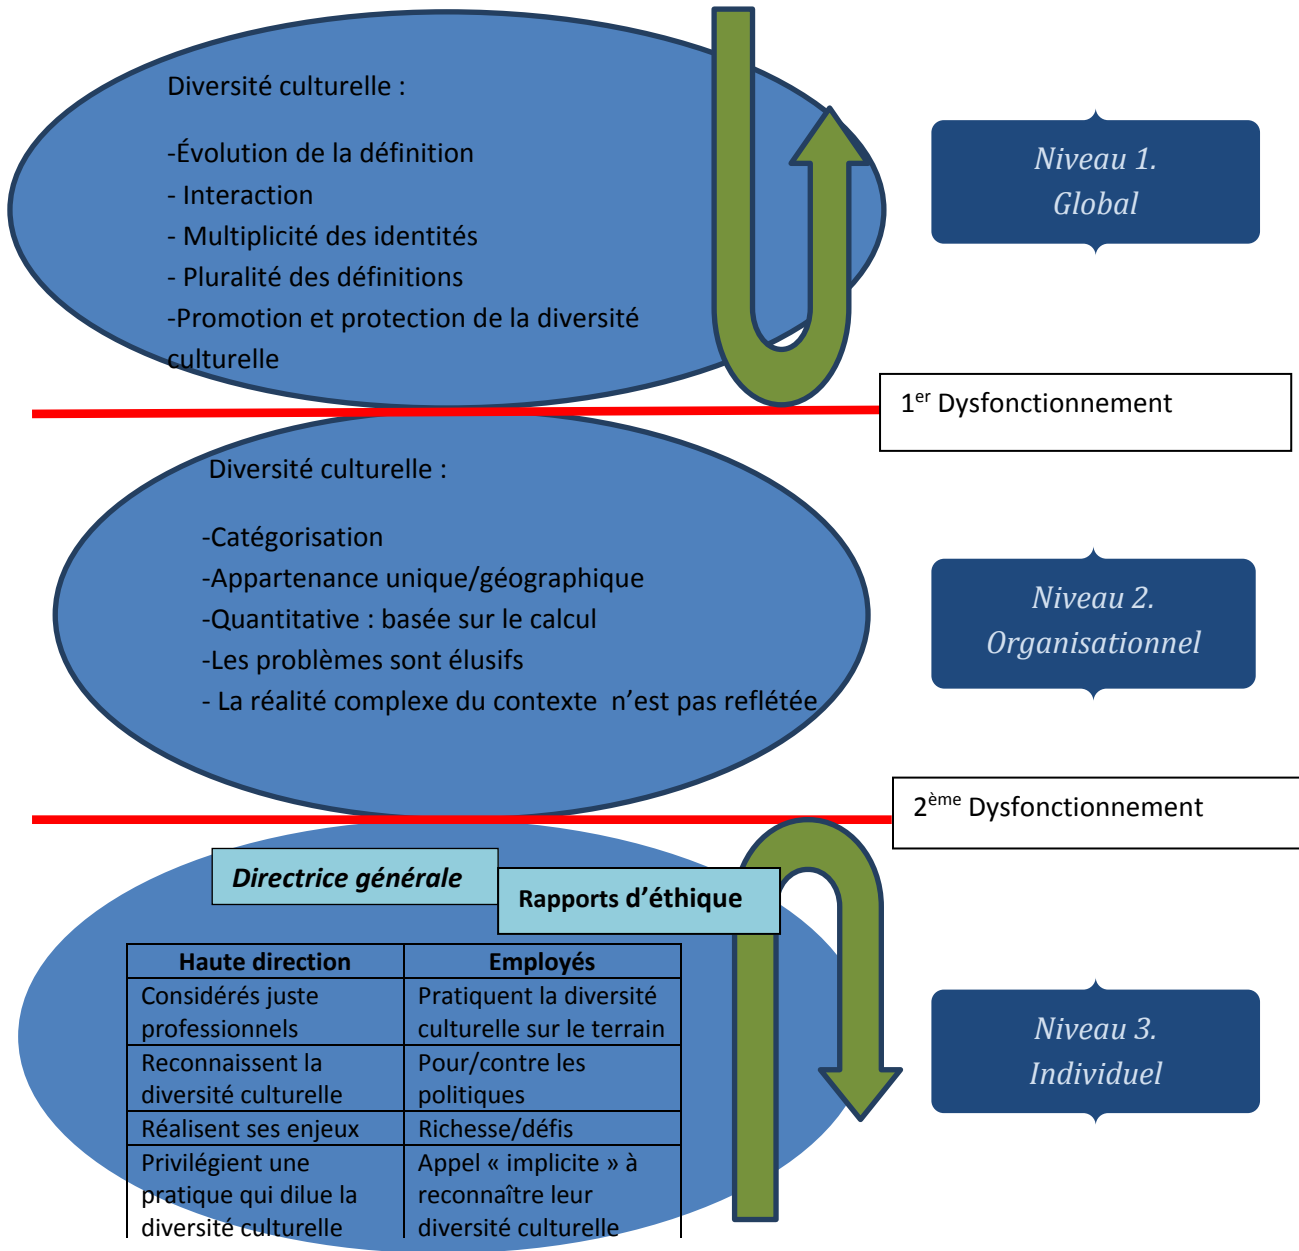 Diversité culturelle :
-Évolution de la définition
- Interaction
- Multiplicité des identités
- Pluralité des définitions
-Promotion et protection de la diversité
culturelle
Niveau 1.
Global
1er Dysfonctionnement
Diversité culturelle :
-Catégorisation
-Appartenance unique/géographique
-Quantitative : basée sur le calcul
-Les problèmes sont élusifs
- La réalité complexe du contexte n'est pas reflétée
Niveau 2.
Organisationnel
2ème Dysfonctionnement
Directrice générale
Rapports d'éthique
Haute direction
Employés
Considérés juste
professionnels
Pratiquent la diversité
culturelle sur le terrain
Reconnaissent la
diversité culturelle
Pour/contre les
politiques
Réalisent ses enjeux
Richesse/défis
Privilégient une
pratique qui dilue la
diversité culturelle
Appel « implicite » à
reconnaître leur
diversité culturelle
Niveau 3.
Individuel